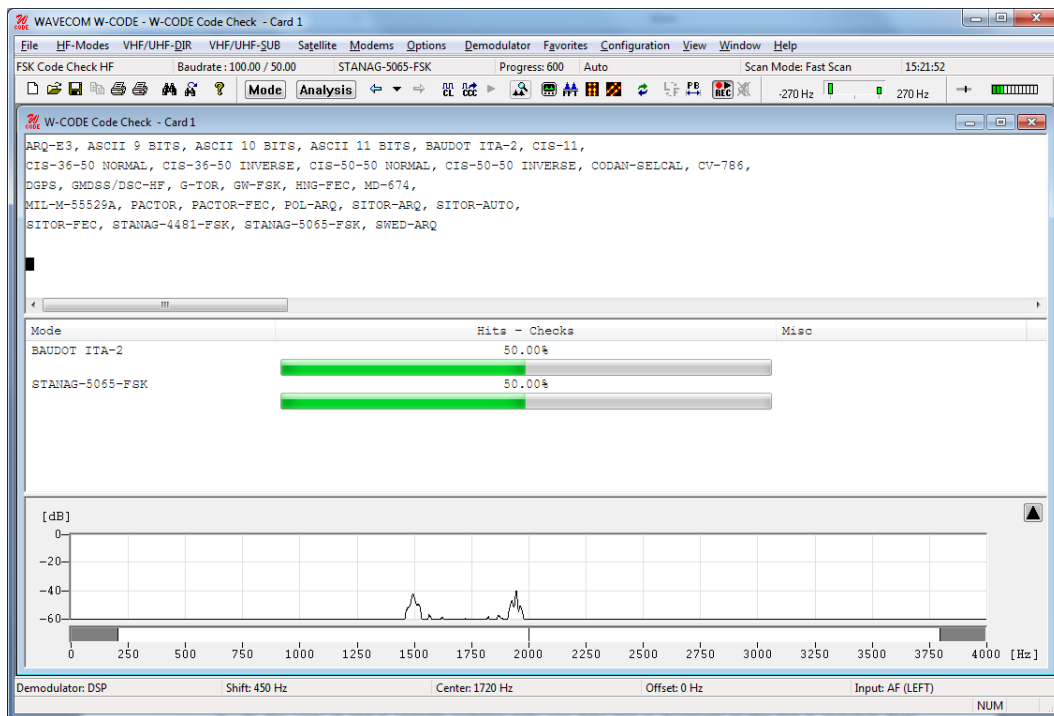 WAVECOM W-CODE - W-CODE Code Check - Card 1
File HF-Modes VHF/UHF-DIR VHF/UHF-SUB Satellite Modems Options Demodulator Favorites Configuration View Window Help
FSK Code Check HF Baudrate : 100.00 / 50.00 STANAG-5065-FSK Progress: 600 Auto Scan Mode: Fast Scan 15:21:52
Mode Analysis CL CCC PB REC -270 Hz 270 Hz
W-CODE Code Check - Card 1
ARQ-E3, ASCII 9 BITS, ASCII 10 BITS, ASCII 11 BITS, BAUDOT ITA-2, CIS-11,
CIS-36-50 NORMAL, CIS-36-50 INVERSE, CIS-50-50 NORMAL, CIS-50-50 INVERSE, CODAN-SELCAL, CV-786,
DGPS, GMDSS/DSC-HF, G-TOR, GW-FSK, HNG-FEC, MD-674,
MIL-M-55529A, PACTOR, PACTOR-FEC, POL-ARQ, SITOR-ARQ, SITOR-AUTO,
SITOR-FEC, STANAG-4481-FSK, STANAG-5065-FSK, SWED-ARQ
Mode Hits - Checks Misc
BAUDOT ITA-2 50.00%
STANAG-5065-FSK 50.00%
[dB]
0
-20
-40
-60
0 250 500 750 1000 1250 1500 1750 2000 2250 2500 2750 3000 3250 3500 3750 4000 [Hz]
Demodulator: DSP Shift: 450 Hz Center: 1720 Hz Offset: 0 Hz Input: AF (LEFT)
NUM